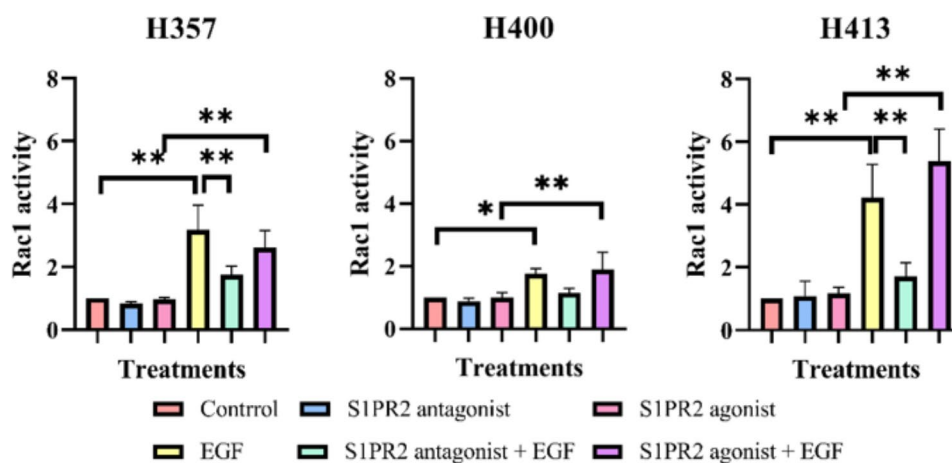 H357 H400 H413
Rac1 activity
8
6
4
2
0
**
**
**
Treatments
Rac1 activity
8
6
4
2
0
*
**
Treatments
Rac1 activity
8
6
4
2
0
**
**
**
Treatments
Contrrol S1PR2 antagonist S1PR2 agonist
EGF S1PR2 antagonist + EGF S1PR2 agonist + EGF